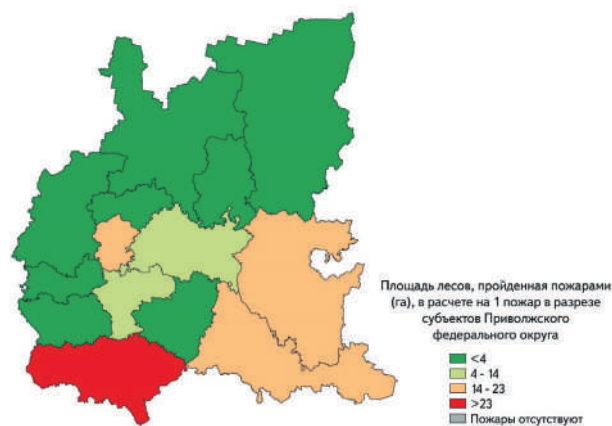 Площадь лесов, пройденная пожарами
(га), в расчете на 1 пожар в разрезе
субъектов Приволжского
федерального округа
<4
4 - 14
14 - 23
>23
Пожары отсутствуют